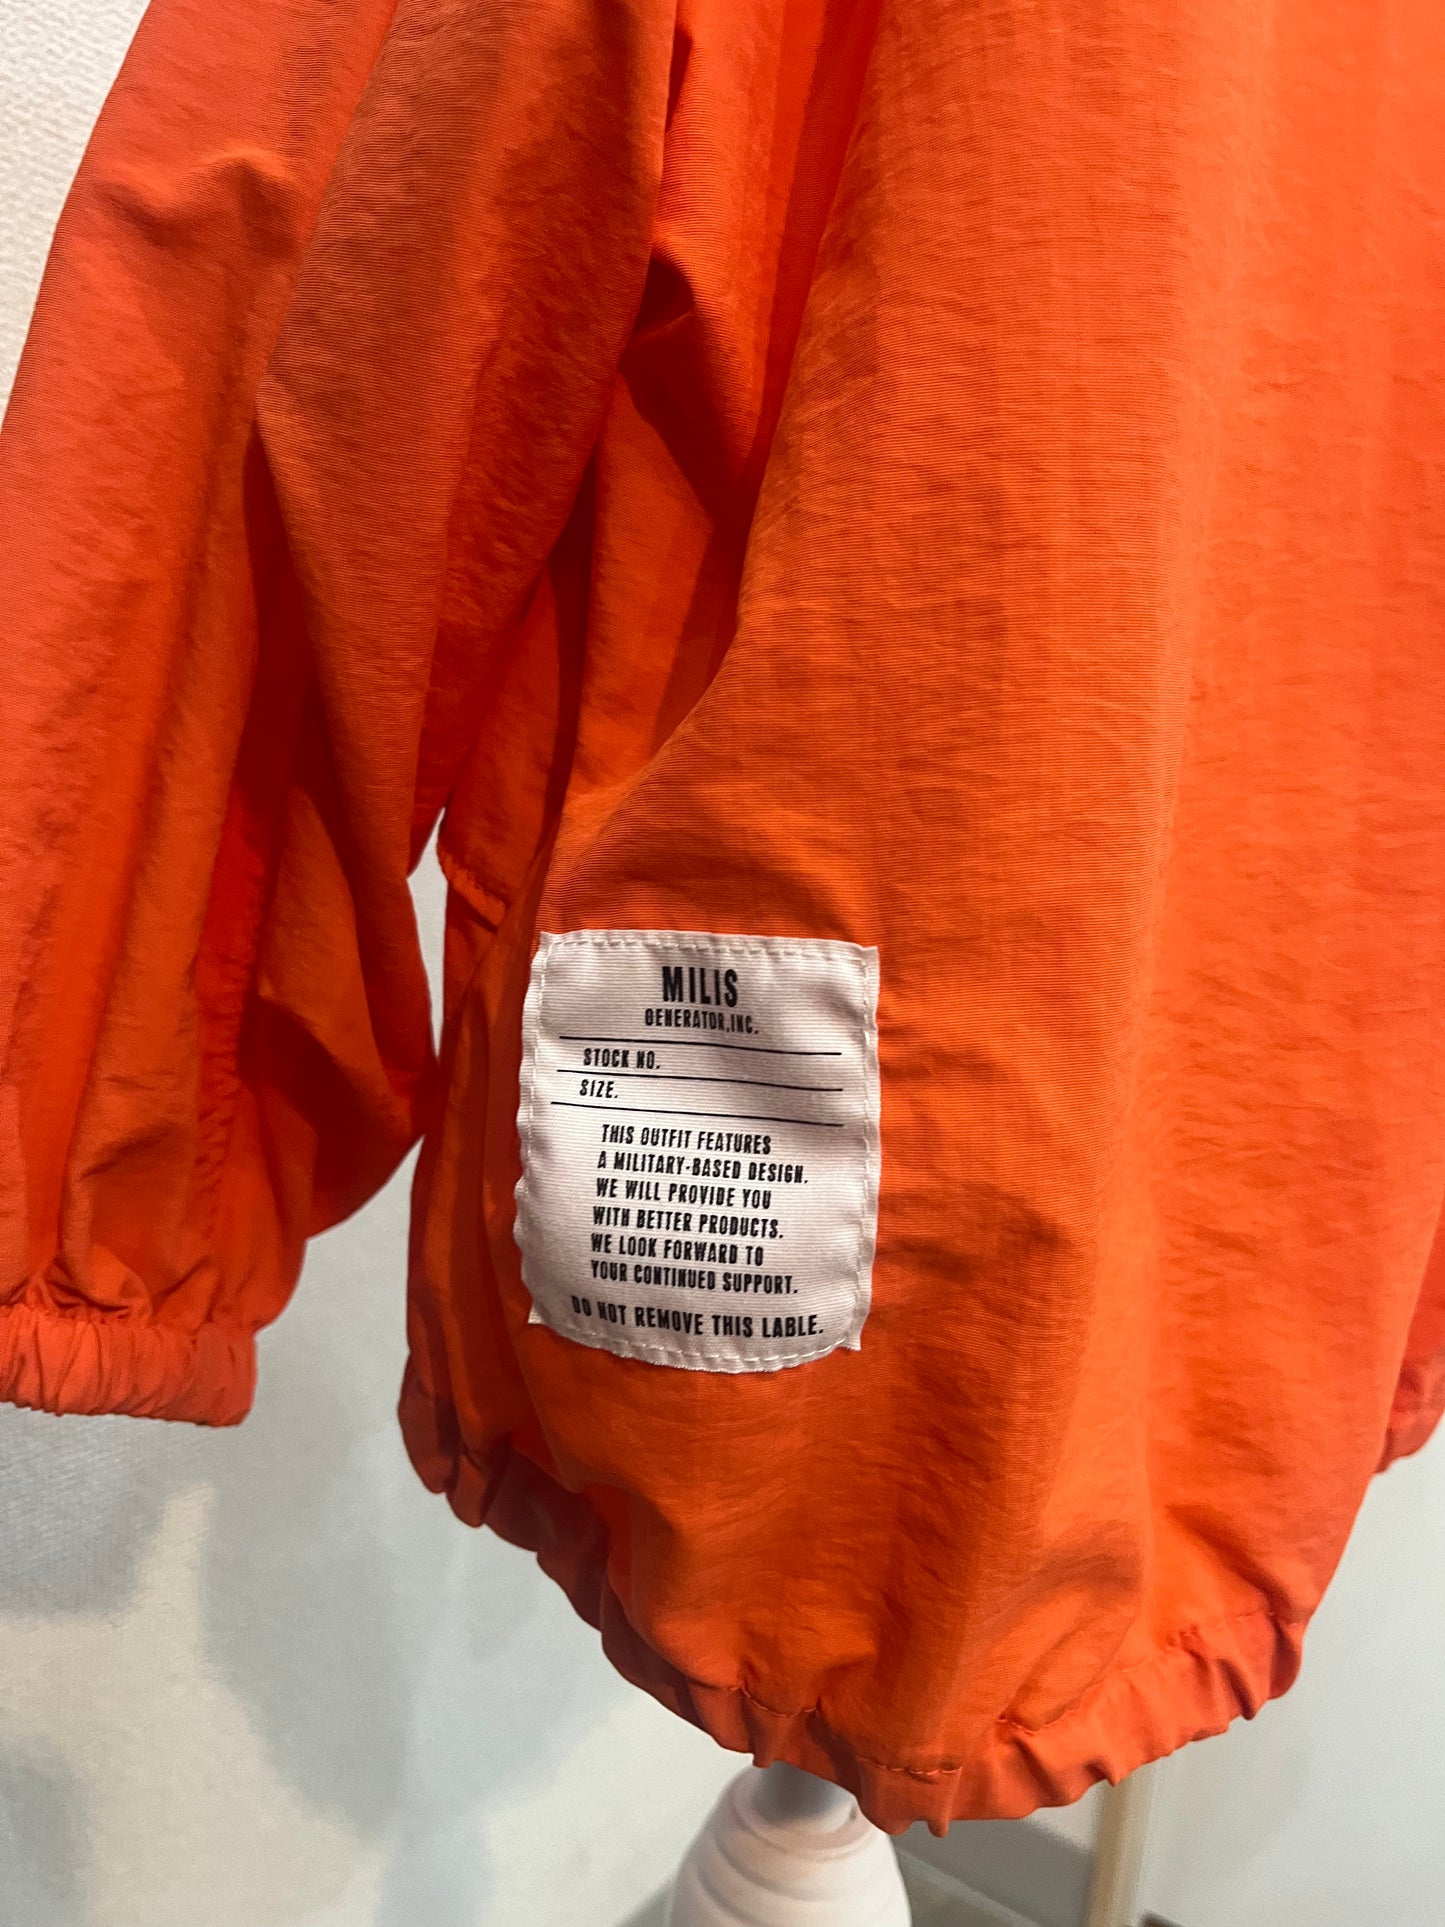 MILIS
GENERATOR,INC.
STOCK NO.
SIZE.
THIS OUTFIT FEATURES
A MILITARY-BASED DESIGN.
WE WILL PROVIDE YOU
WITH BETTER PRODUCTS.
WE LOOK FORWARD TO
YOUR CONTINUED SUPPORT.
DO NOT REMOVE THIS LABLE.